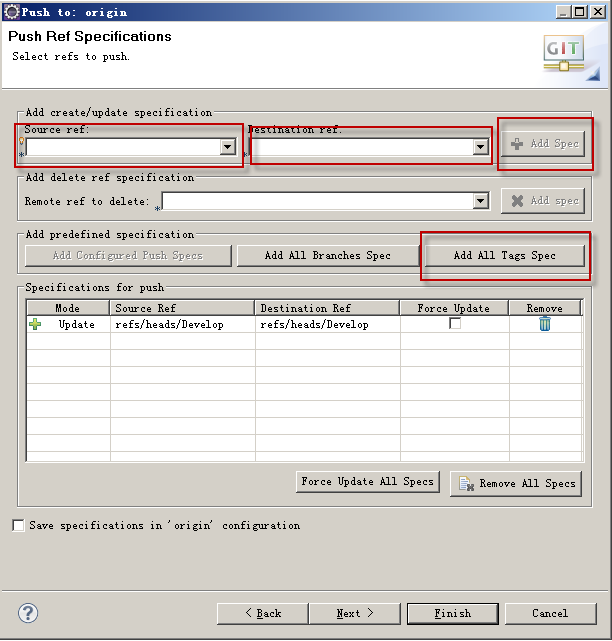 Push to: origin
Push Ref Specifications
Select refs to push.
GIT
Add create/update specification
Source ref:
Destination ref:
Add Spec
Add delete ref specification
Remote ref to delete:
Add spec
Add predefined specification
Add Configured Push Specs
Add All Branches Spec
Add All Tags Spec
Specifications for push
Mode Source Ref Destination Ref Force Update Remove
Update refs/heads/Develop refs/heads/Develop
Force Update All Specs
Remove All Specs
Save specifications in 'origin' configuration
?
< Back
Next >
Finish
Cancel